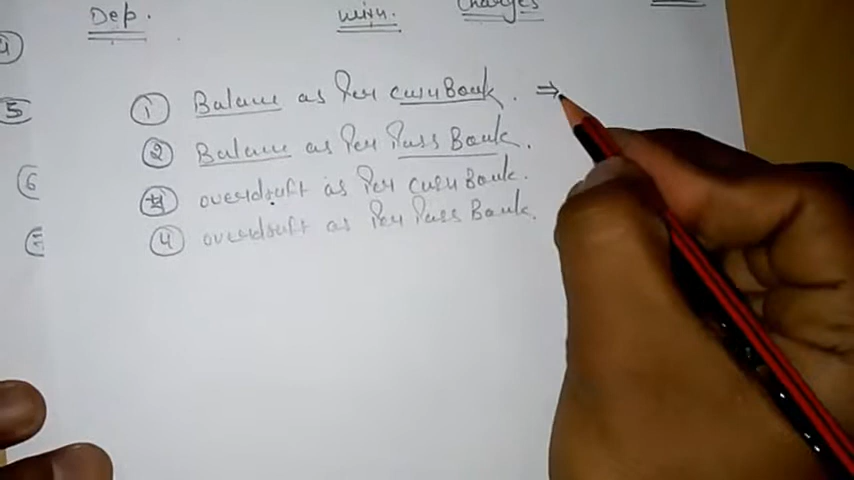 Dep. with. Charges
4
5 ① Balance as Per cash Book. ⇒
② Balance as Per Pass Book.
6 overdraft as Per cash Book.
④ overdraft as Per Pass Book.